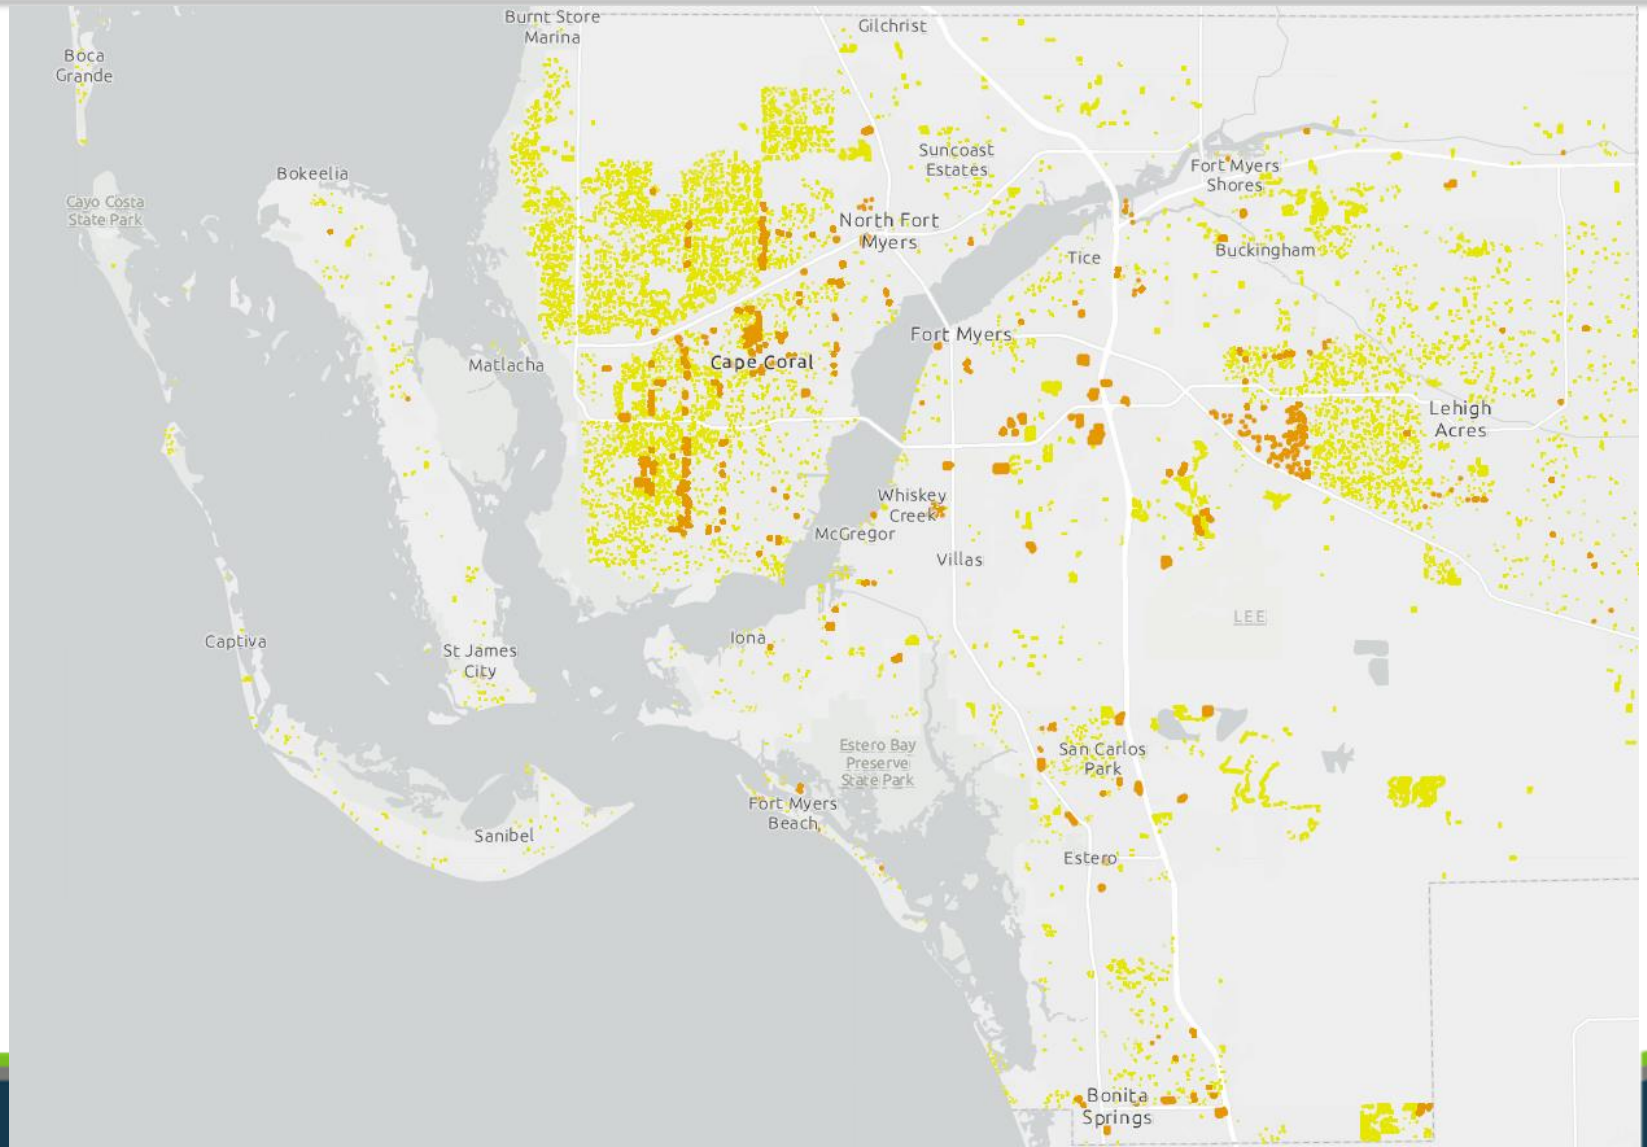 Burnt Store
Marina
Gilchrist
Boca
Grande
Suncoast
Estates
Fort Myers
Shores
Bokeelia
Cayo Costa
State Park
North Fort
Myers
Tice
Buckingham
Fort Myers
Matlacha
Cape Coral
Lehigh
Acres
Whiskey
Creek
McGregor
Villas
LEE
Captiva
Iona
St James
City
Estero Bay
Preserve
State Park
San Carlos
Park
Fort Myers
Beach
Sanibel
Estero
Bonita
Springs